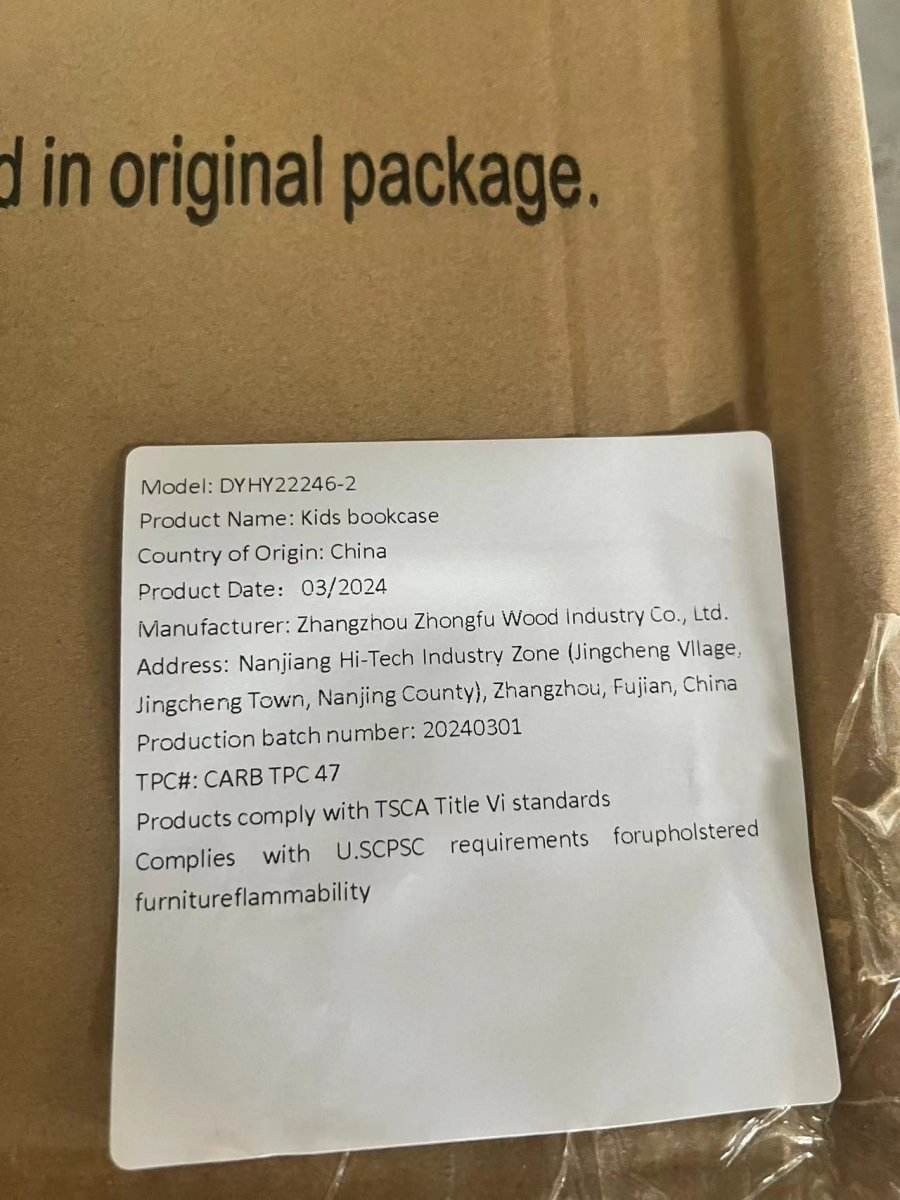 d in original package.
Model: DYHY22246-2
Product Name: Kids bookcase
Country of Origin: China
Product Date: 03/2024
Manufacturer: Zhangzhou Zhongfu Wood Industry Co., Ltd.
Address: Nanjiang Hi-Tech Industry Zone (Jingcheng Vllage,
Jingcheng Town, Nanjing County), Zhangzhou, Fujian, China
Production batch number: 20240301
TPC#: CARB TPC 47
Products comply with TSCA Title Vi standards
Complies with U.SCPSC requirements forupholstered
furnitureflammability